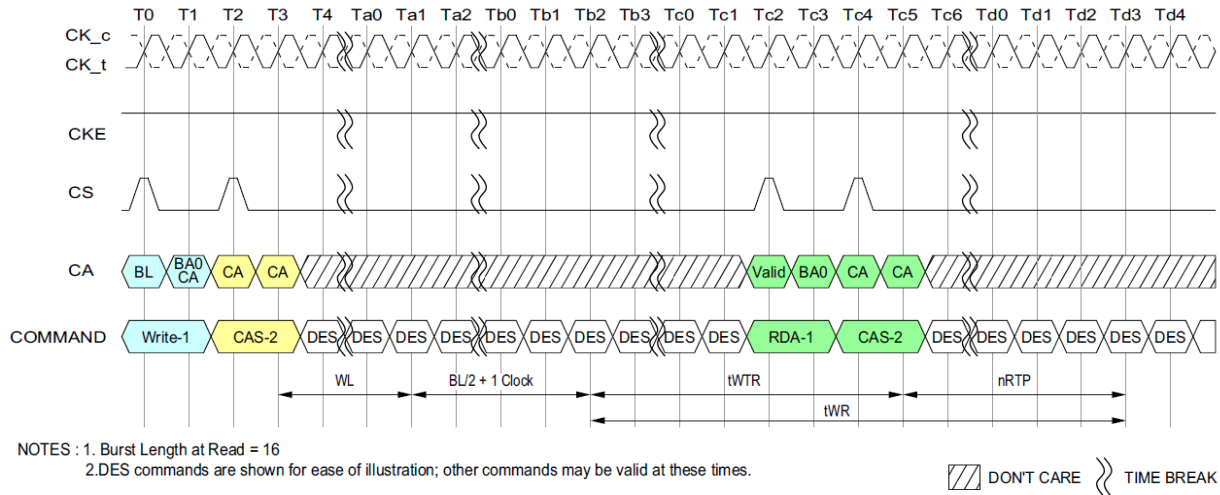 T0 T1 T2 T3 T4 Ta0 Ta1 Ta2 Tb0 Tb1 Tb2 Tb3 Tc0 Tc1 Tc2 Tc3 Tc4 Tc5 Tc6 Td0 Td1 Td2 Td3 Td4
CK_c
CK_t
CKE
CS
CA BL BA0 CA CA CA Valid BA0 CA CA
COMMAND Write-1 CAS-2 DES DES DES DES DES DES DES DES DES DES RDA-1 CAS-2 DES DES DES DES DES DES
WL BL/2 + 1 Clock tWTR nRTP
tWR
NOTES : 1. Burst Length at Read = 16
2.DES commands are shown for ease of illustration; other commands may be valid at these times.
DON'T CARE TIME BREAK